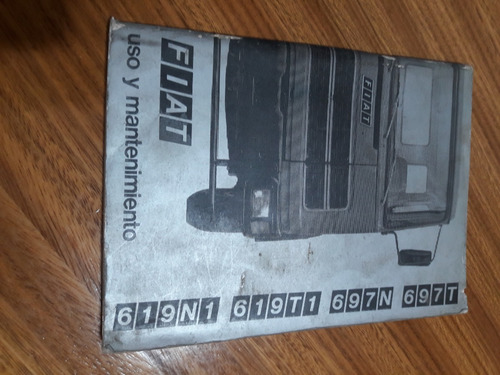 FIAT
uso y mantenimiento
FIAT
619N1 619T1 697N 697T